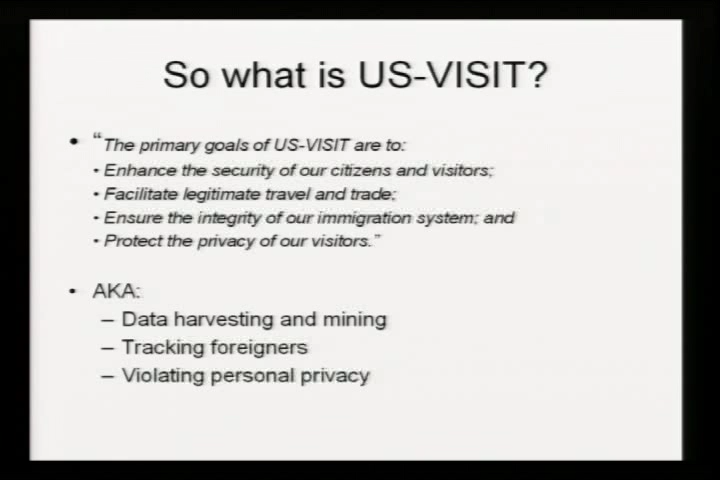 So what is US-VISIT?
• “The primary goals of US-VISIT are to:
• Enhance the security of our citizens and visitors;
• Facilitate legitimate travel and trade;
• Ensure the integrity of our immigration system; and
• Protect the privacy of our visitors.”
• AKA:
– Data harvesting and mining
– Tracking foreigners
– Violating personal privacy